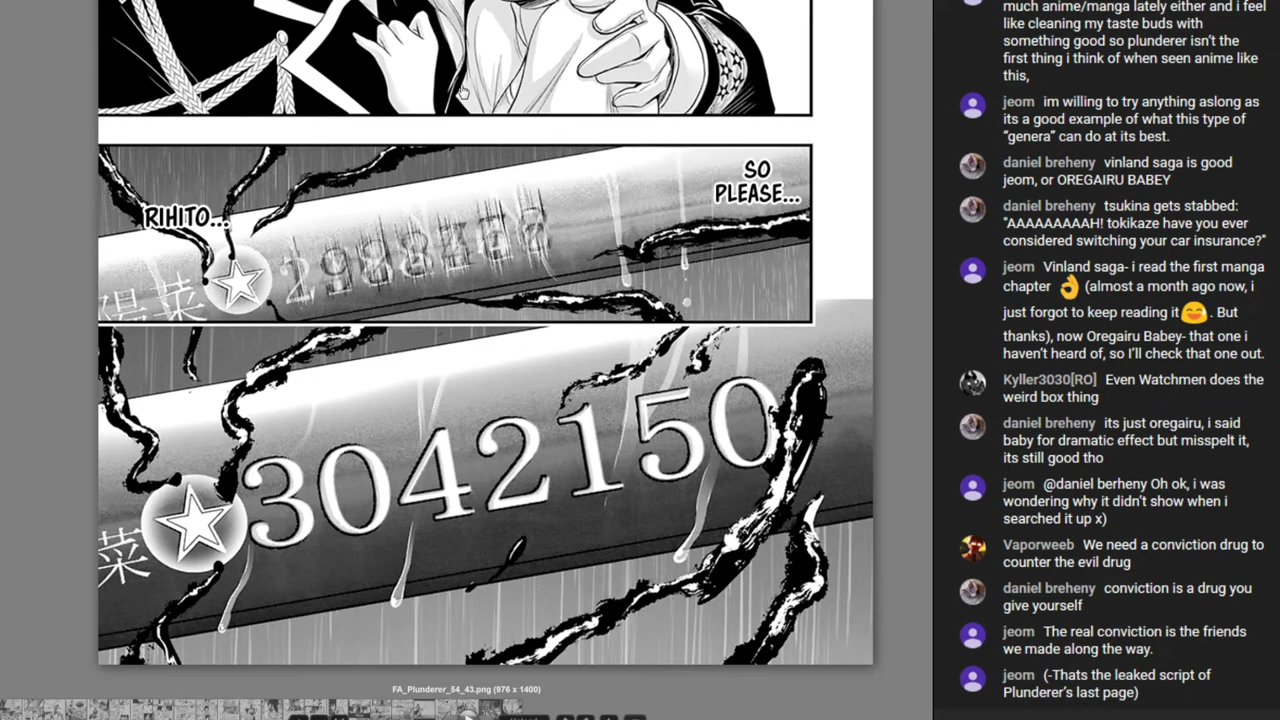 SO
PLEASE...
RIHITO...
菜
菜
3042150
FA_Plunderer_54_43.png (976 x 1400)
much anime/manga lately either and i feel
like cleaning my taste buds with
something good so plunderer isn't the
first thing i think of when seen anime like
this,
jeom im willing to try anything aslong as
its a good example of what this type of
"genera" can do at its best.
daniel breheny vinland saga is good
jeom, or OREGAIRU BABEY
daniel breheny tsukina gets stabbed:
"AAAAAAAAAH! tokikaze have you ever
considered switching your car insurance?"
jeom Vinland saga- i read the first manga
chapter 👌 (almost a month ago now, i
just forgot to keep reading it😄. But
thanks), now Oregairu Babey- that one i
haven't heard of, so I'll check that one out.
Kyller3030[RO] Even Watchmen does the
weird box thing
daniel breheny its just oregairu, i said
baby for dramatic effect but misspelt it,
its still good tho
jeom @daniel berheny Oh ok, i was
wondering why it didn't show when i
searched it up x)
Vaporweeb We need a conviction drug to
counter the evil drug
daniel breheny conviction is a drug you
give yourself
jeom The real conviction is the friends
we made along the way.
jeom (-Thats the leaked script of
Plunderer's last page)